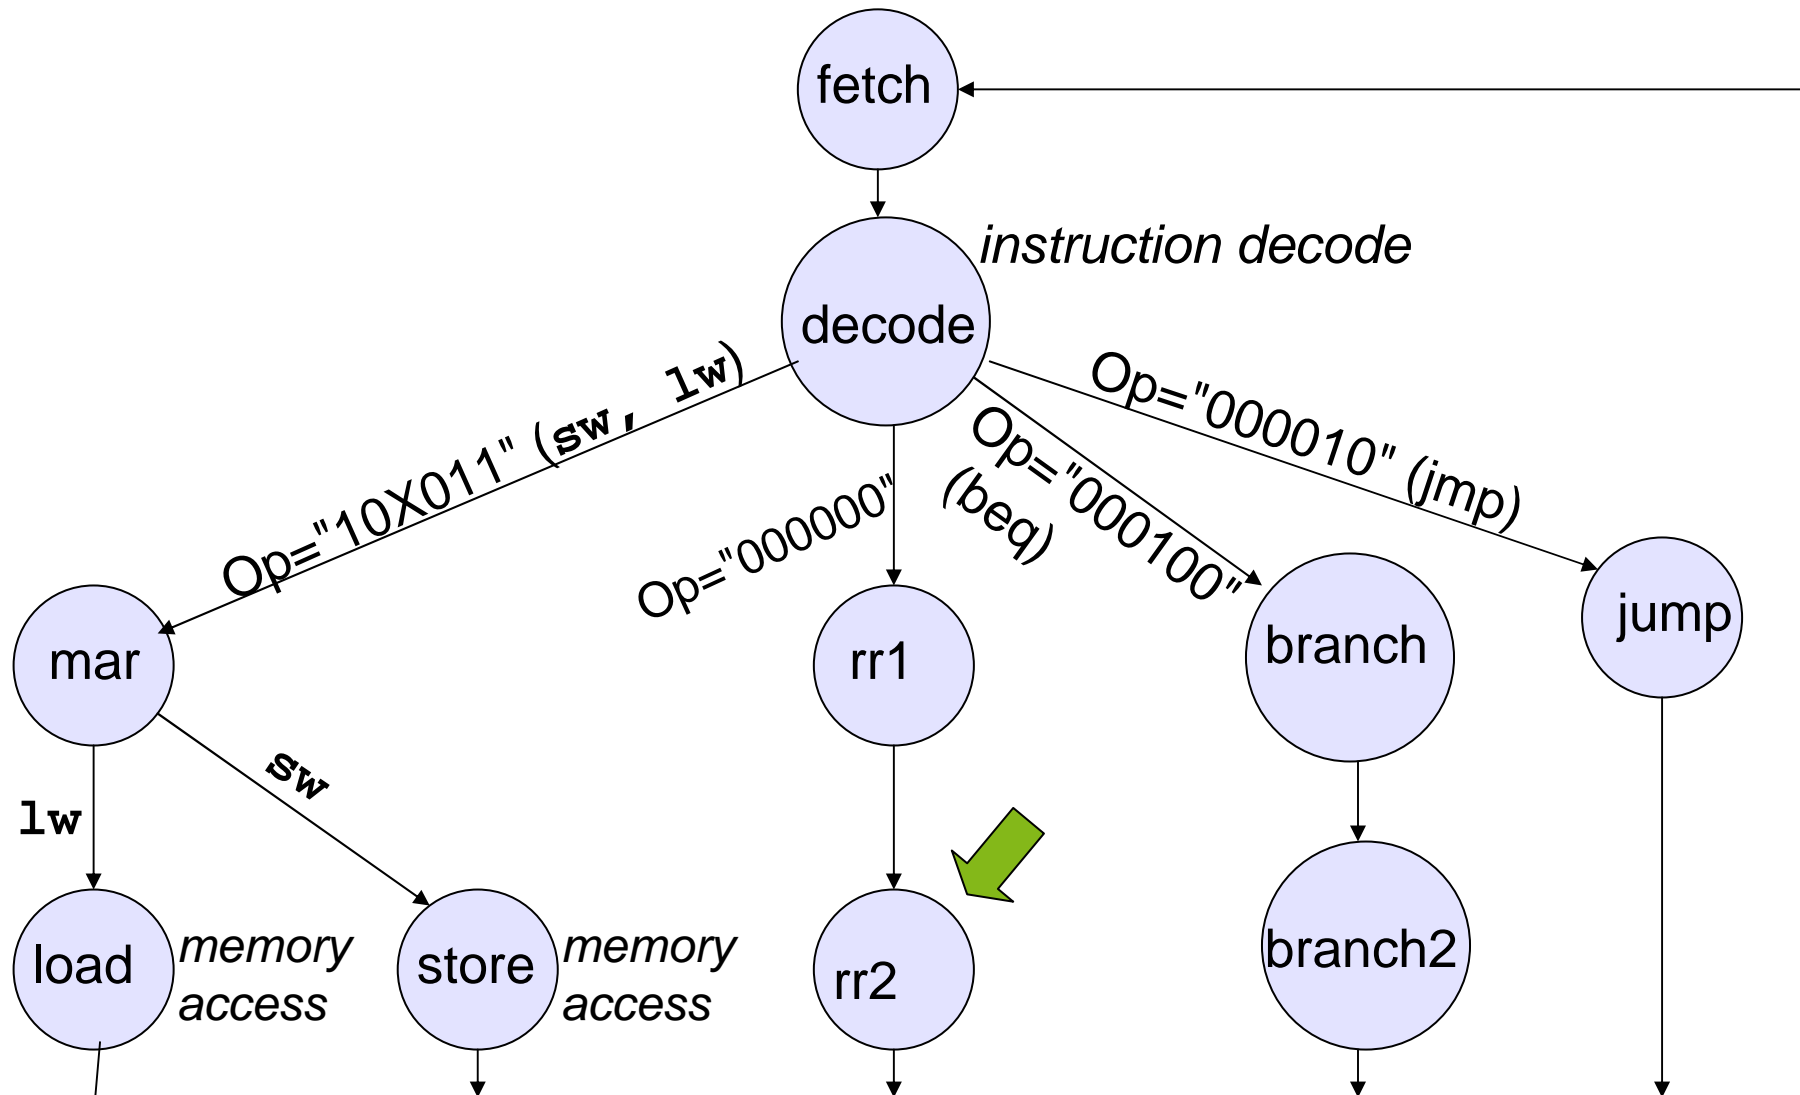 fetch
instruction decode
decode
Op="10X011" (sw, lw)
Op="000000"
Op="000100"
(beq)
Op="000010" (jmp)
mar
rr1
branch
jump
lw
sw
load
memory
access
store
memory
access
rr2
branch2